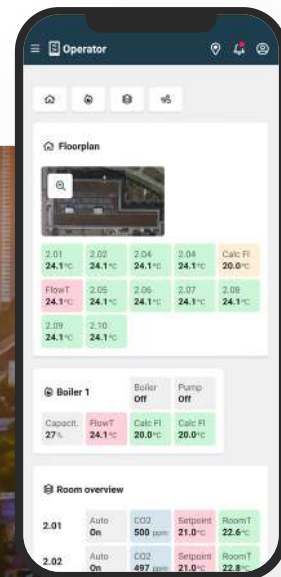 Operator
Floorplan
2.01 2.02 2.04 2.04 Calc Fl
24.1°C 24.1°C 24.1°C 24.1°C 20.0°C
FlowT 2.05 2.06 2.07 2.08
24.1°C 24.1°C 24.1°C 24.1°C 24.1°C
2.09 2.10
24.1°C 24.1°C
Boiler 1 Boiler Pump
Off Off
Capacit. FlowT Calc Fl Calc Fl
27% 24.1°C 20.0°C 20.0°C
Room overview
2.01 Auto CO2 Setpoint RoomT
On 500 ppm 21.0°C 22.6°C
2.02 Auto CO2 Setpoint RoomT
On 497 ppm 21.0°C 22.8°C